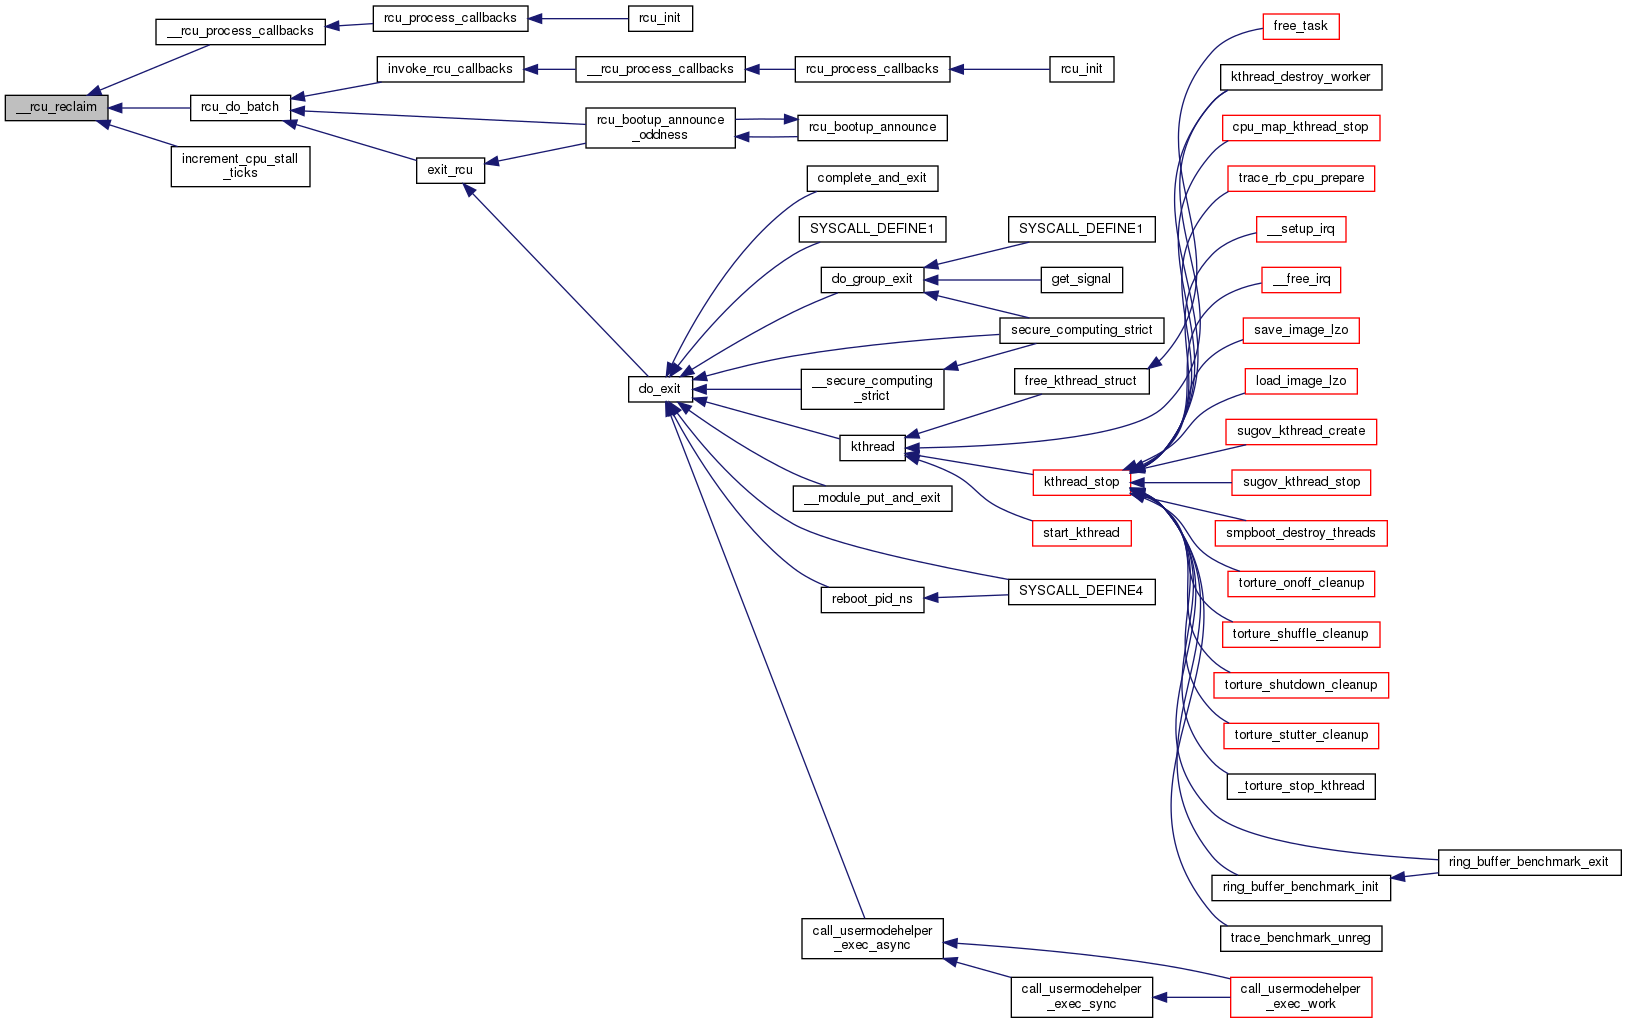 rcu_process_callbacks
rcu_init
__rcu_process_callbacks
free_task
invoke_rcu_callbacks
__rcu_process_callbacks
rcu_process_callbacks
rcu_init
kthread_destroy_worker
__rcu_reclaim
rcu_do_batch
rcu_bootup_announce
_oddness
rcu_bootup_announce
cpu_map_kthread_stop
increment_cpu_stall
_ticks
exit_rcu
complete_and_exit
trace_rb_cpu_prepare
SYSCALL_DEFINE1
SYSCALL_DEFINE1
__setup_irq
do_group_exit
get_signal
__free_irq
secure_computing_strict
save_image_lzo
do_exit
__secure_computing
_strict
free_kthread_struct
load_image_lzo
kthread
sugov_kthread_create
kthread_stop
sugov_kthread_stop
__module_put_and_exit
start_kthread
smpboot_destroy_threads
reboot_pid_ns
SYSCALL_DEFINE4
torture_onoff_cleanup
torture_shuffle_cleanup
torture_shutdown_cleanup
torture_stutter_cleanup
_torture_stop_kthread
ring_buffer_benchmark_exit
ring_buffer_benchmark_init
trace_benchmark_unreg
call_usermodehelper
_exec_async
call_usermodehelper
_exec_sync
call_usermodehelper
_exec_work